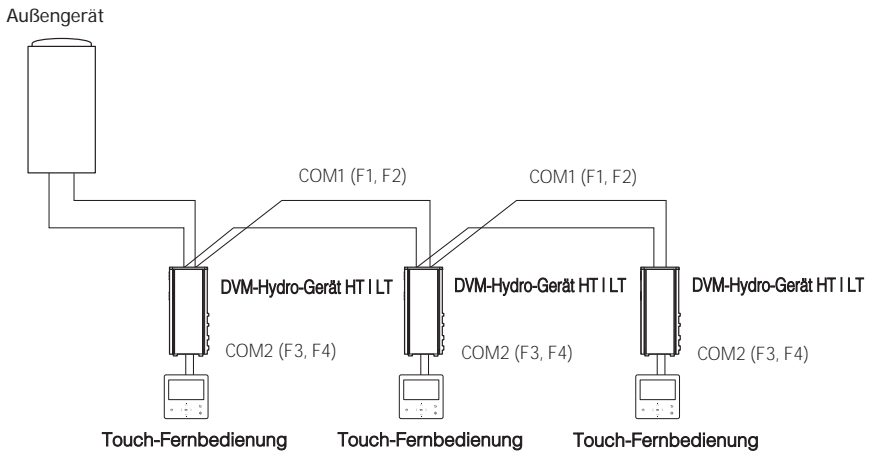 Außengerät
COM1 (F1, F2)
COM1 (F1, F2)
DVM-Hydro-Gerät HT I LT
DVM-Hydro-Gerät HT I LT
DVM-Hydro-Gerät HT I LT
COM2 (F3, F4)
COM2 (F3, F4)
COM2 (F3, F4)
Touch-Fernbedienung
Touch-Fernbedienung
Touch-Fernbedienung